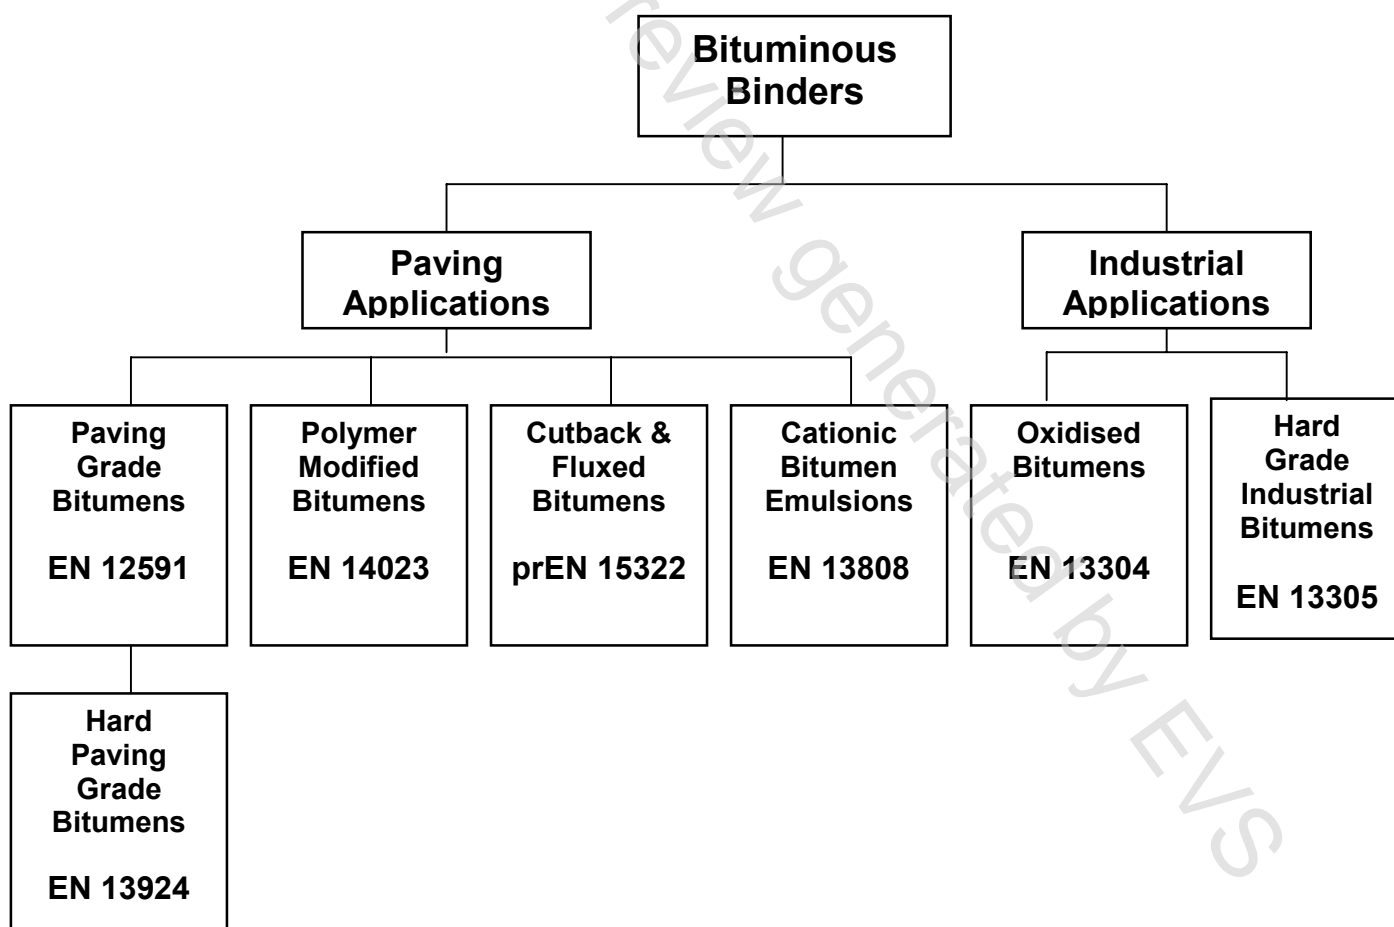 Bituminous
Binders
Paving
Applications
Industrial
Applications
Paving
Grade
Bitumens
EN 12591
Polymer
Modified
Bitumens
EN 14023
Cutback &
Fluxed
Bitumens
prEN 15322
Cationic
Bitumen
Emulsions
EN 13808
Oxidised
Bitumens
EN 13304
Hard
Grade
Industrial
Bitumens
EN 13305
Hard
Paving
Grade
Bitumens
EN 13924
review generated by EVS